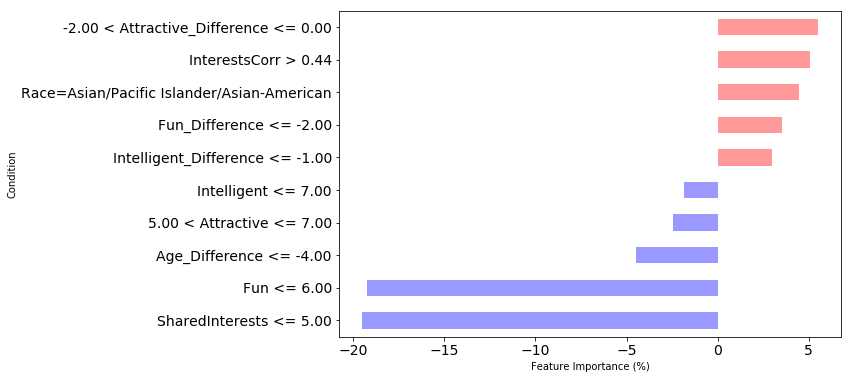 -2.00 < Attractive_Difference <= 0.00
InterestsCorr > 0.44
Race=Asian/Pacific Islander/Asian-American
Fun_Difference <= -2.00
Intelligent_Difference <= -1.00
Intelligent <= 7.00
5.00 < Attractive <= 7.00
Age_Difference <= -4.00
Fun <= 6.00
SharedInterests <= 5.00
Condition
−20 −15 −10 −5 0 5
Feature Importance (%)